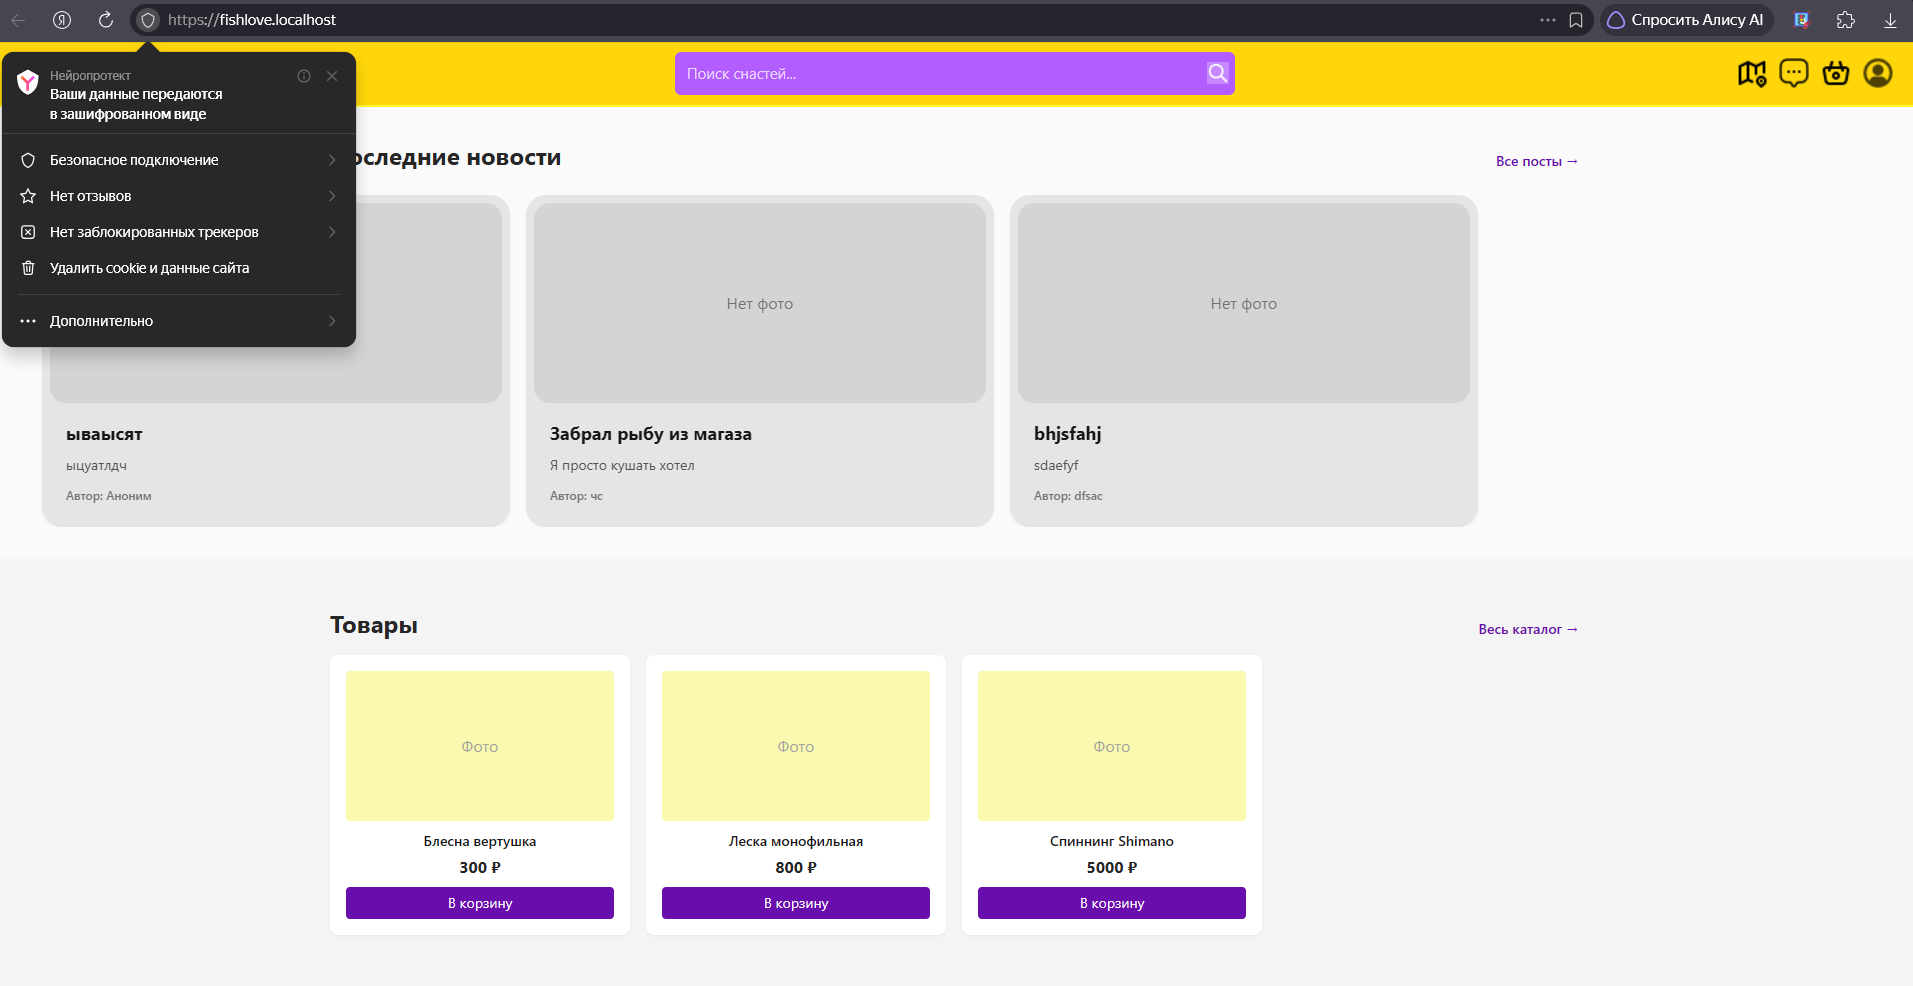 https://fishlove.localhost
Спросить Алису AI
Нейропротект
Ваши данные передаются
в зашифрованном виде
Безопасное подключение
Нет отзывов
Нет заблокированных трекеров
Удалить cookie и данные сайта
Дополнительно
Поиск снастей...
оследние новости
Все посты →
Нет фото
Нет фото
ываысят
ыцуатлдч
Автор: Аноним
Забрал рыбу из магаза
Я просто кушать хотел
Автор: чс
bhjsfahj
sdaefyf
Автор: dfsac
Товары
Весь каталог →
Фото
Блесна вертушка
300 ₽
В корзину
Фото
Леска монофильная
800 ₽
В корзину
Фото
Спиннинг Shimano
5000 ₽
В корзину